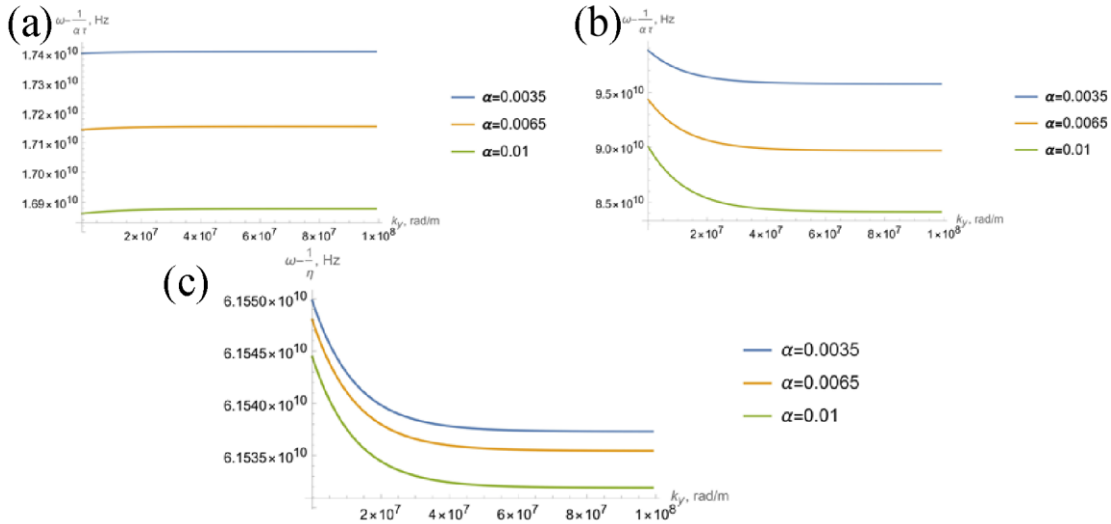 (a)
ω-1/ατ, Hz
1.74×10^10
1.73×10^10
1.72×10^10
1.71×10^10
1.70×10^10
1.69×10^10
2×10^7 4×10^7 6×10^7 8×10^7 1×10^8
k_y, rad/m
α=0.0035
α=0.0065
α=0.01
(b)
ω-1/ατ, Hz
9.5×10^10
9.0×10^10
8.5×10^10
2×10^7 4×10^7 6×10^7 8×10^7 1×10^8
k_y, rad/m
α=0.0035
α=0.0065
α=0.01
(c)
ω-1/η, Hz
6.1550×10^10
6.1545×10^10
6.1540×10^10
6.1535×10^10
2×10^7 4×10^7 6×10^7 8×10^7 1×10^8
k_y, rad/m
α=0.0035
α=0.0065
α=0.01